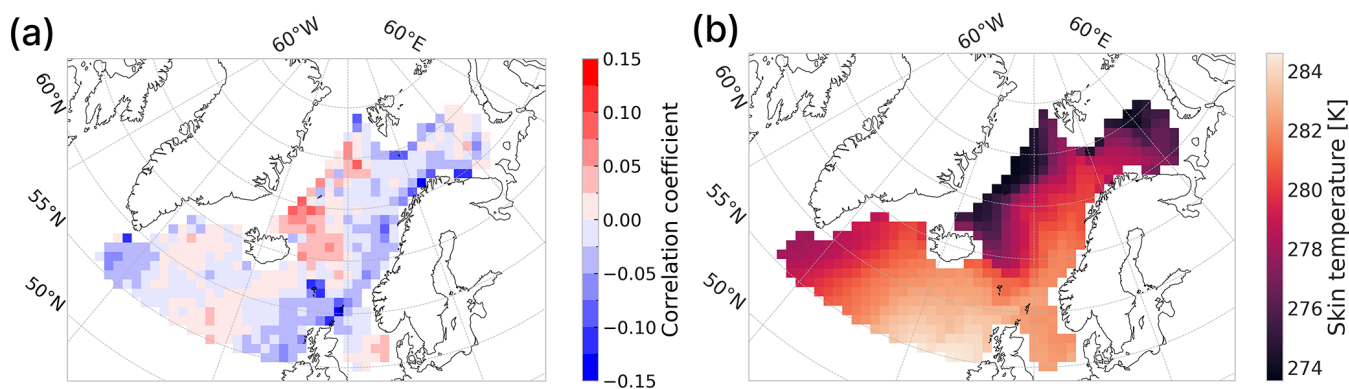 (a)
60°W
60°E
60°N
55°N
50°N
0.15
0.10
0.05
0.00
−0.05
−0.10
−0.15
Correlation coefficient
(b)
60°W
60°E
60°N
55°N
50°N
284
282
280
278
276
274
Skin temperature [K]